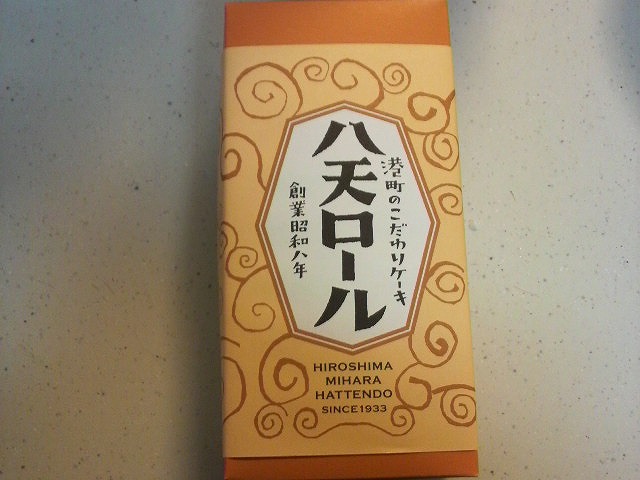 港町のこだわりケーキ
八天ロール
創業昭和八年
HIROSHIMA
MIHARA
HATTENDO
SINCE1933